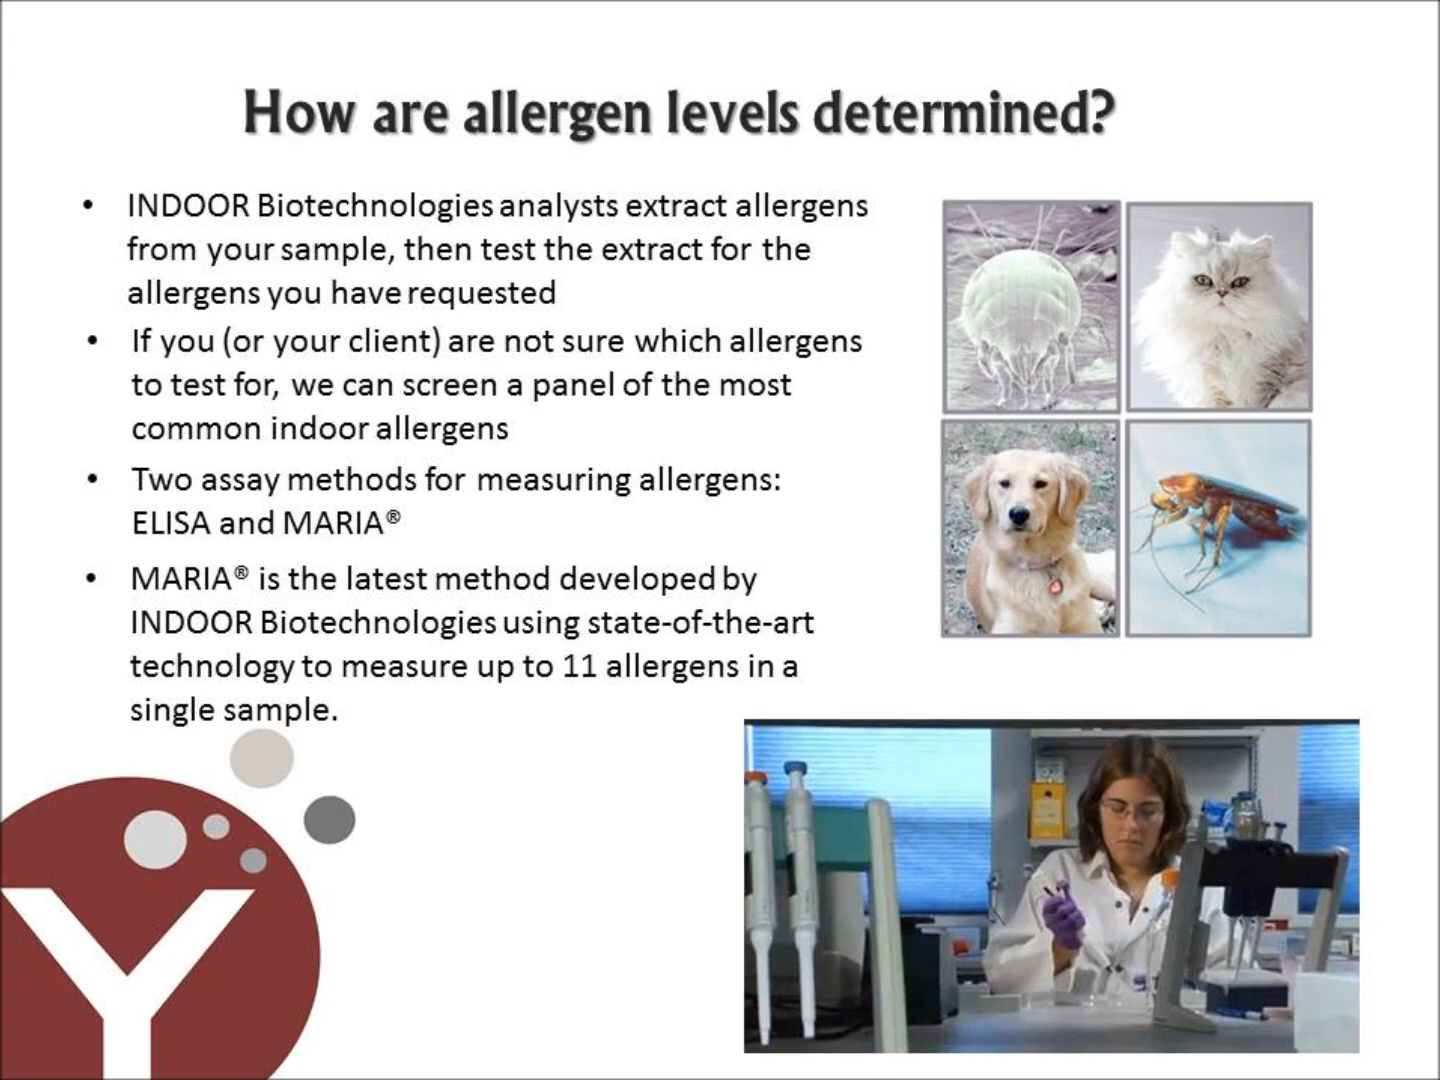 How are allergen levels determined?
• INDOOR Biotechnologies analysts extract allergens
from your sample, then test the extract for the
allergens you have requested
• If you (or your client) are not sure which allergens
to test for, we can screen a panel of the most
common indoor allergens
• Two assay methods for measuring allergens:
ELISA and MARIA®
• MARIA® is the latest method developed by
INDOOR Biotechnologies using state-of-the-art
technology to measure up to 11 allergens in a
single sample.